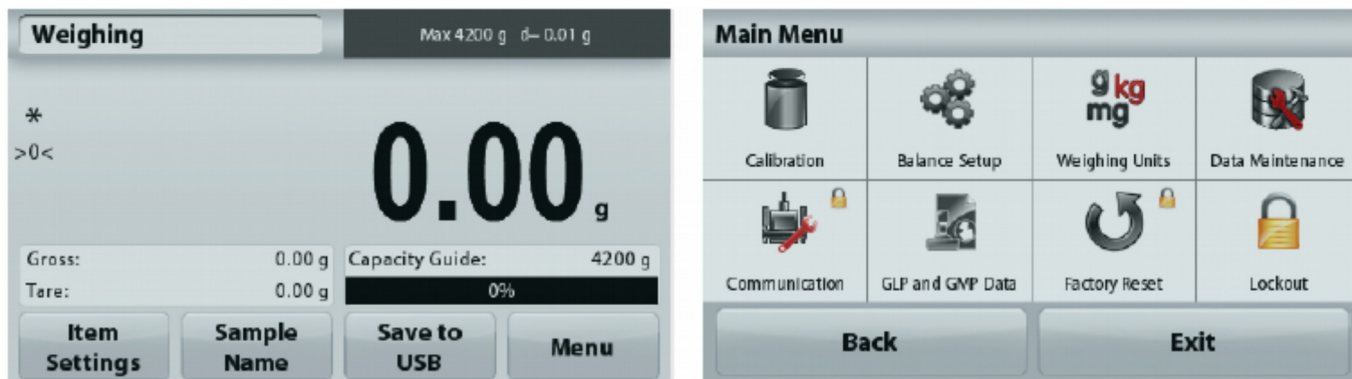 Weighing
Max 4200 g d= 0.01 g
*
>0<
0.00 g
Gross: 0.00 g
Tare: 0.00 g
Capacity Guide: 4200 g
0%
Item Settings
Sample Name
Save to USB
Menu
Main Menu
g kg mg
Calibration
Balance Setup
Weighing Units
Data Maintenance
Communication
GLP and GMP Data
Factory Reset
Lockout
Back
Exit